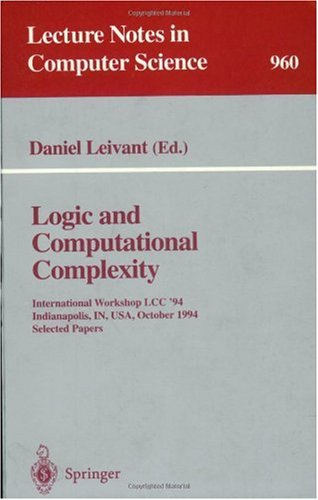 Lecture Notes in
Computer Science 960
Daniel Leivant (Ed.)
Logic and
Computational
Complexity
International Workshop LCC '94
Indianapolis, IN, USA, October 1994
Selected Papers
Springer